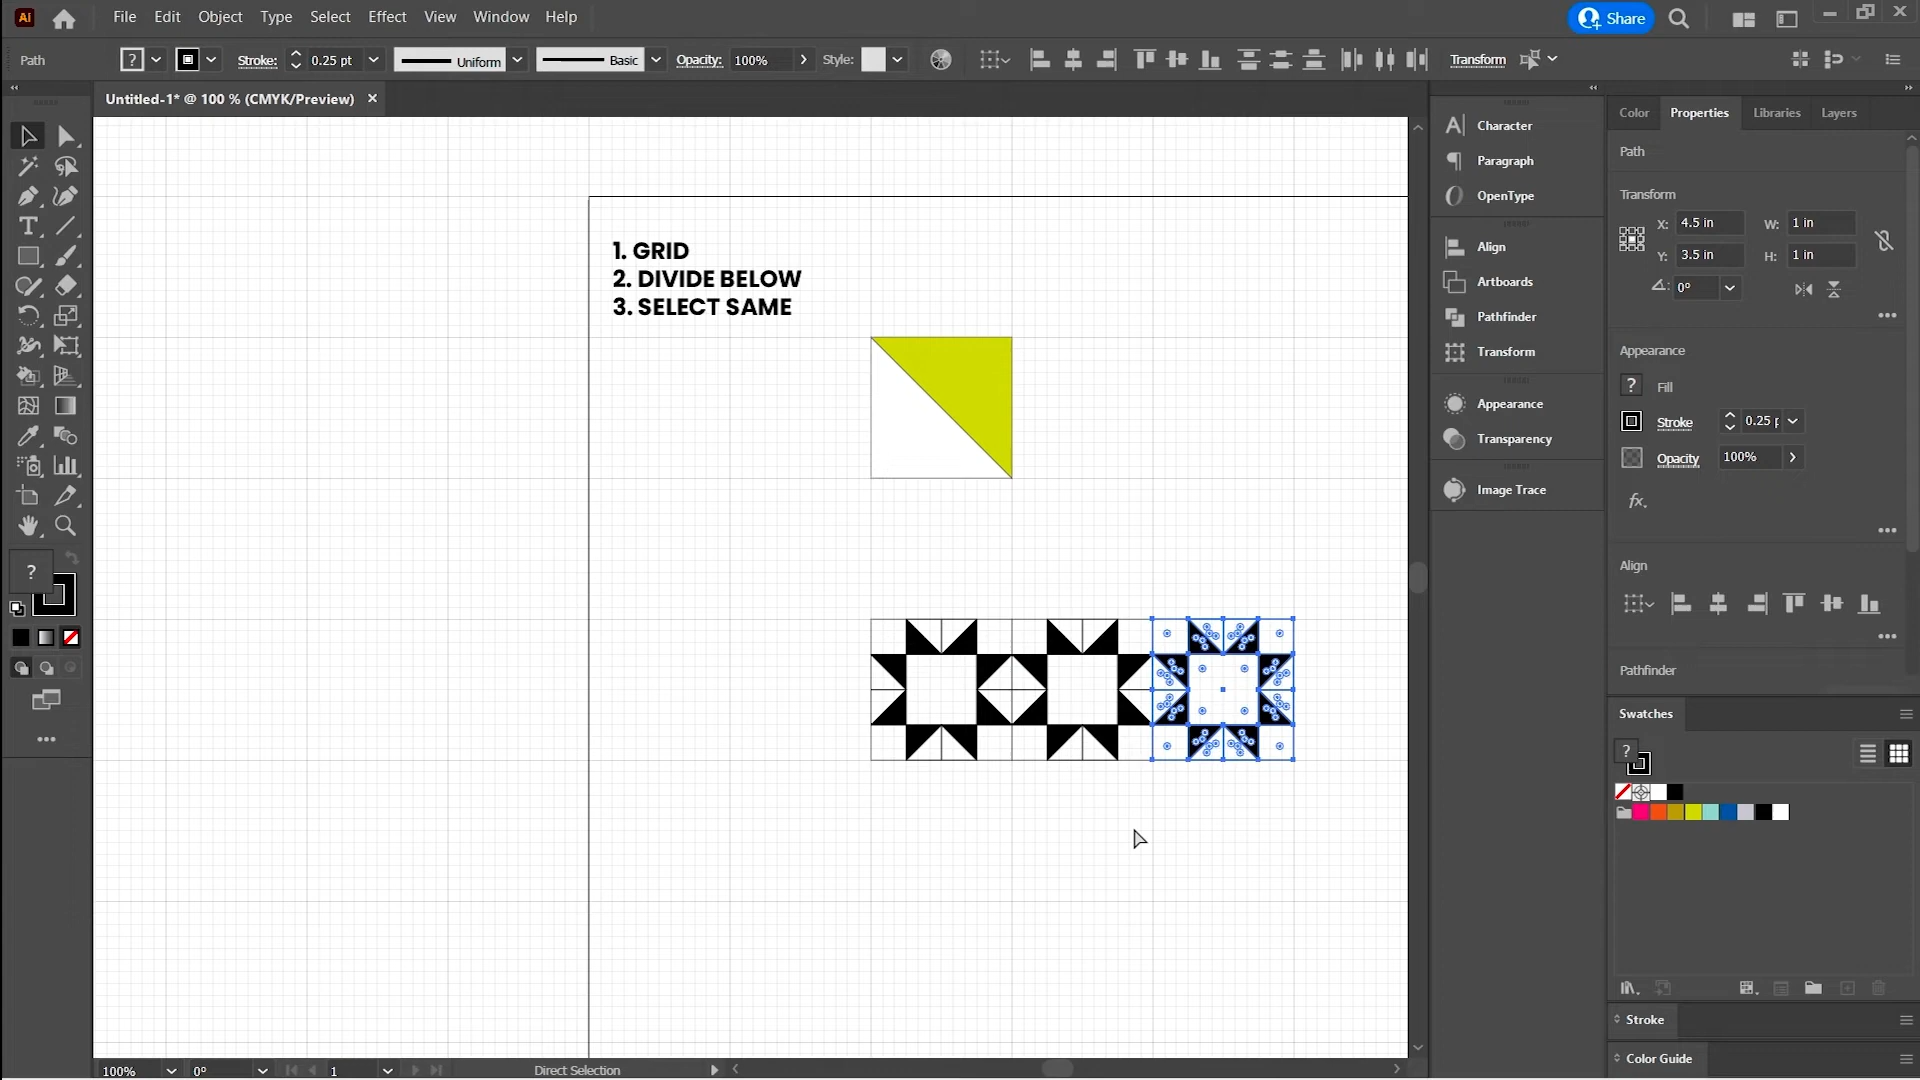 Ai File Edit Object Type Select Effect View Window Help Share
Path ? Stroke: 0.25 pt Uniform Basic Opacity: 100% Style: Transform
Untitled-1* @ 100 % (CMYK/Preview)
1. GRID
2. DIVIDE BELOW
3. SELECT SAME
T
?
Character
Paragraph
OpenType
Align
Artboards
Pathfinder
Transform
Appearance
Transparency
Image Trace
Color Properties Libraries Layers
Path
Transform
X: 4.5 in W: 1 in
Y: 3.5 in H: 1 in
0°
Appearance
? Fill
Stroke 0.25 p
Opacity 100%
fx.
Align
Pathfinder
Swatches
?
Stroke
Color Guide
100% 0° 1 Direct Selection